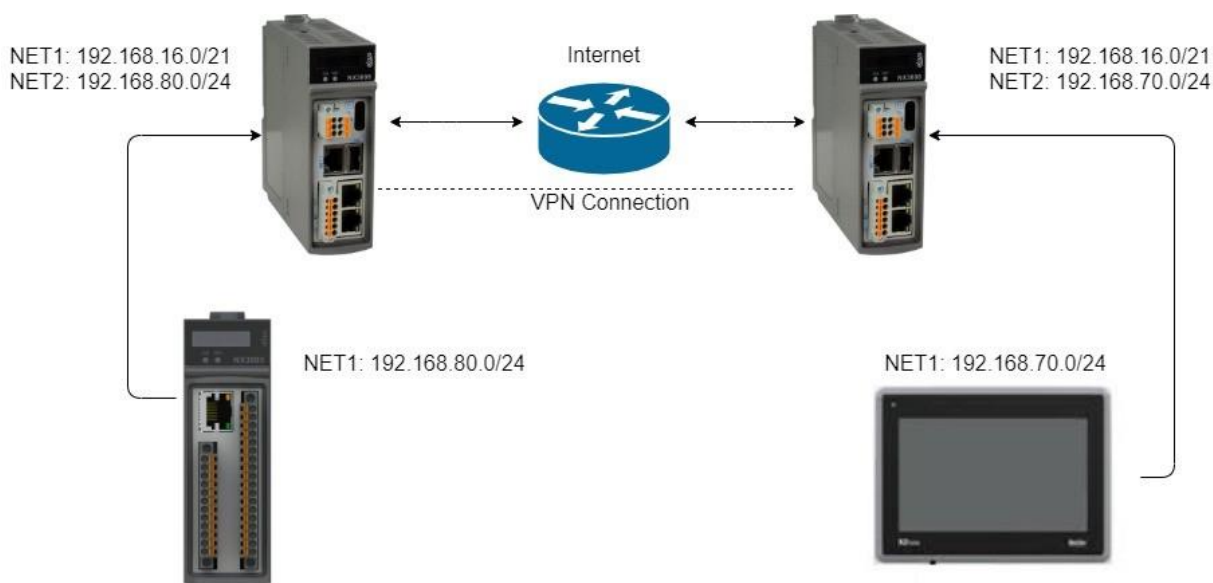 NET1: 192.168.16.0/21
NET2: 192.168.80.0/24
Internet
NET1: 192.168.16.0/21
NET2: 192.168.70.0/24
VPN Connection
NET1: 192.168.80.0/24
NET1: 192.168.70.0/24